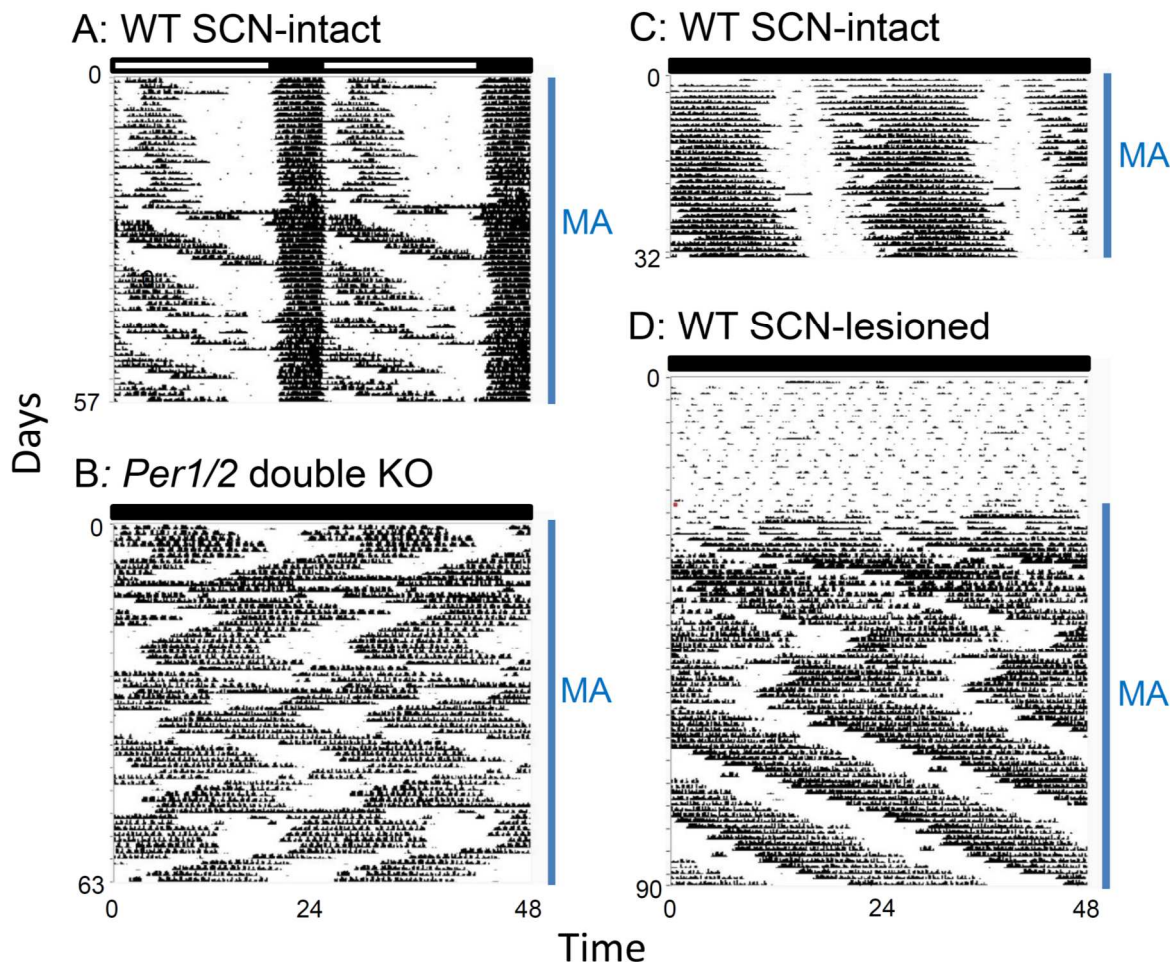 A: WT SCN-intact
0
57
MA
B: Per1/2 double KO
0
63
MA
0 24 48
C: WT SCN-intact
0
32
MA
D: WT SCN-lesioned
0
90
MA
0 24 48
Days
Time